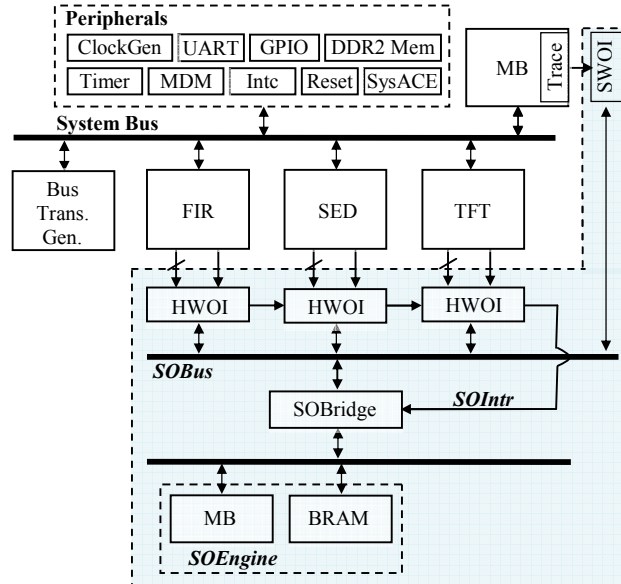 Peripherals
ClockGen UART GPIO DDR2 Mem
Timer MDM Intc Reset SysACE
MB
Trace
SWOI
System Bus
Bus
Trans.
Gen.
FIR
SED
TFT
HWOI
HWOI
HWOI
SOBus
SOBridge
SOIntr
MB
BRAM
SOEngine